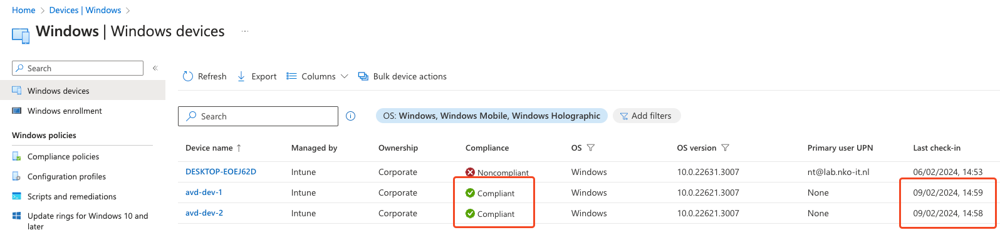 Home > Devices | Windows >
Windows | Windows devices ...
Search «
Windows devices
Windows enrollment
Windows policies
Compliance policies
Configuration profiles
Scripts and remediations
Update rings for Windows 10 and
later
Refresh Export Columns Bulk device actions
Search OS: Windows, Windows Mobile, Windows Holographic Add filters
Device name ↑ Managed by Ownership Compliance OS OS version Primary user UPN Last check-in
DESKTOP-EOEJ62D Intune Corporate Noncompliant Windows 10.0.22631.3007 nt@lab.nko-it.nl 06/02/2024, 14:53
avd-dev-1 Intune Corporate Compliant Windows 10.0.22621.3007 None 09/02/2024, 14:59
avd-dev-2 Intune Corporate Compliant Windows 10.0.22621.3007 None 09/02/2024, 14:58